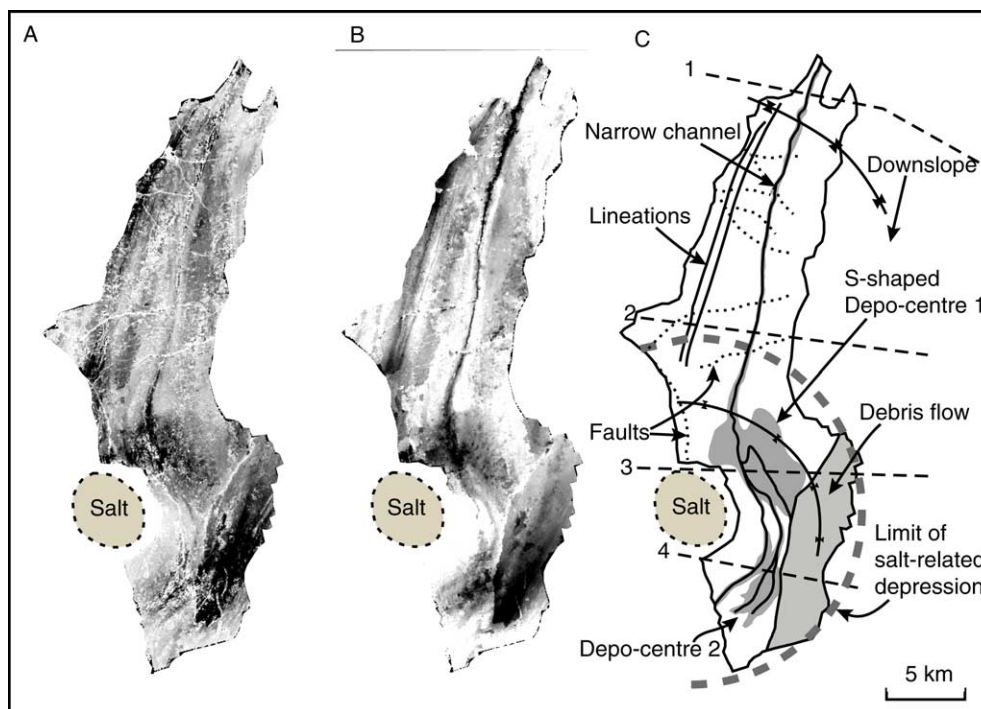 A
B
C
1
Narrow channel
Downslope
Lineations
S-shaped
Depo-centre 1
2
Debris flow
Faults
3
Salt
Salt
Salt
4
Limit of
salt-related
depression
Depo-centre 2
5 km